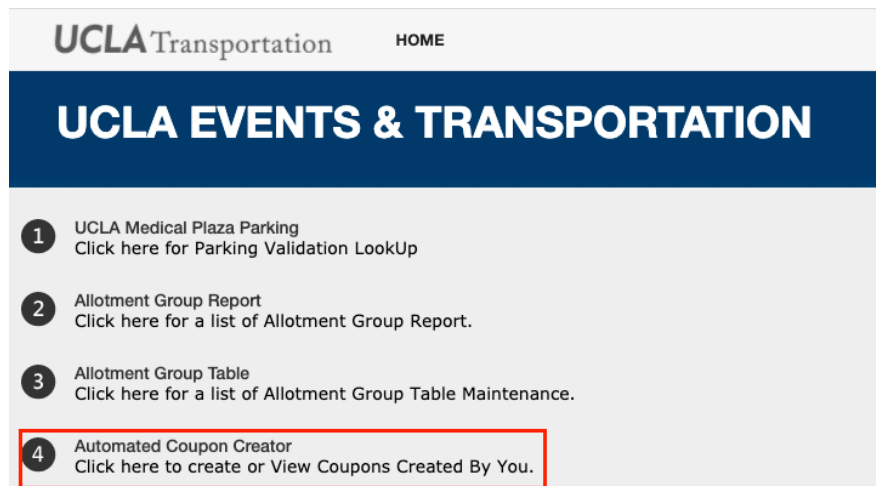 UCLA Transportation HOME
UCLA EVENTS & TRANSPORTATION
1 UCLA Medical Plaza Parking
Click here for Parking Validation LookUp
2 Allotment Group Report
Click here for a list of Allotment Group Report.
3 Allotment Group Table
Click here for a list of Allotment Group Table Maintenance.
4 Automated Coupon Creator
Click here to create or View Coupons Created By You.